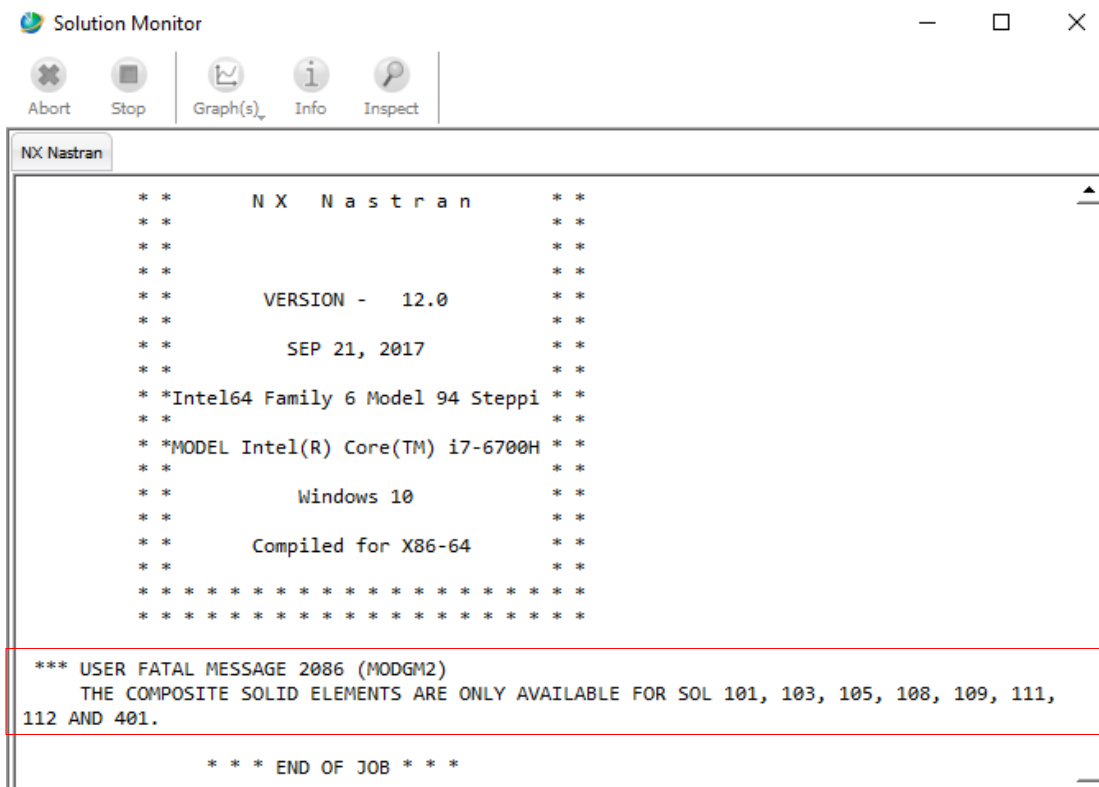 Solution Monitor
Abort Stop Graph(s) Info Inspect
NX Nastran
* * N X N a s t r a n * *
* * * *
* * * *
* * * *
* * VERSION - 12.0 * *
* * * *
* * SEP 21, 2017 * *
* * * *
* *Intel64 Family 6 Model 94 Steppi * *
* * * *
* *MODEL Intel(R) Core(TM) i7-6700H * *
* * * *
* * Windows 10 * *
* * * *
* * Compiled for X86-64 * *
* * * *
* * * * * * * * * * * * * * * * * * * *
* * * * * * * * * * * * * * * * * * * *
*** USER FATAL MESSAGE 2086 (MODGM2)
THE COMPOSITE SOLID ELEMENTS ARE ONLY AVAILABLE FOR SOL 101, 103, 105, 108, 109, 111,
112 AND 401.
* * * END OF JOB * * *